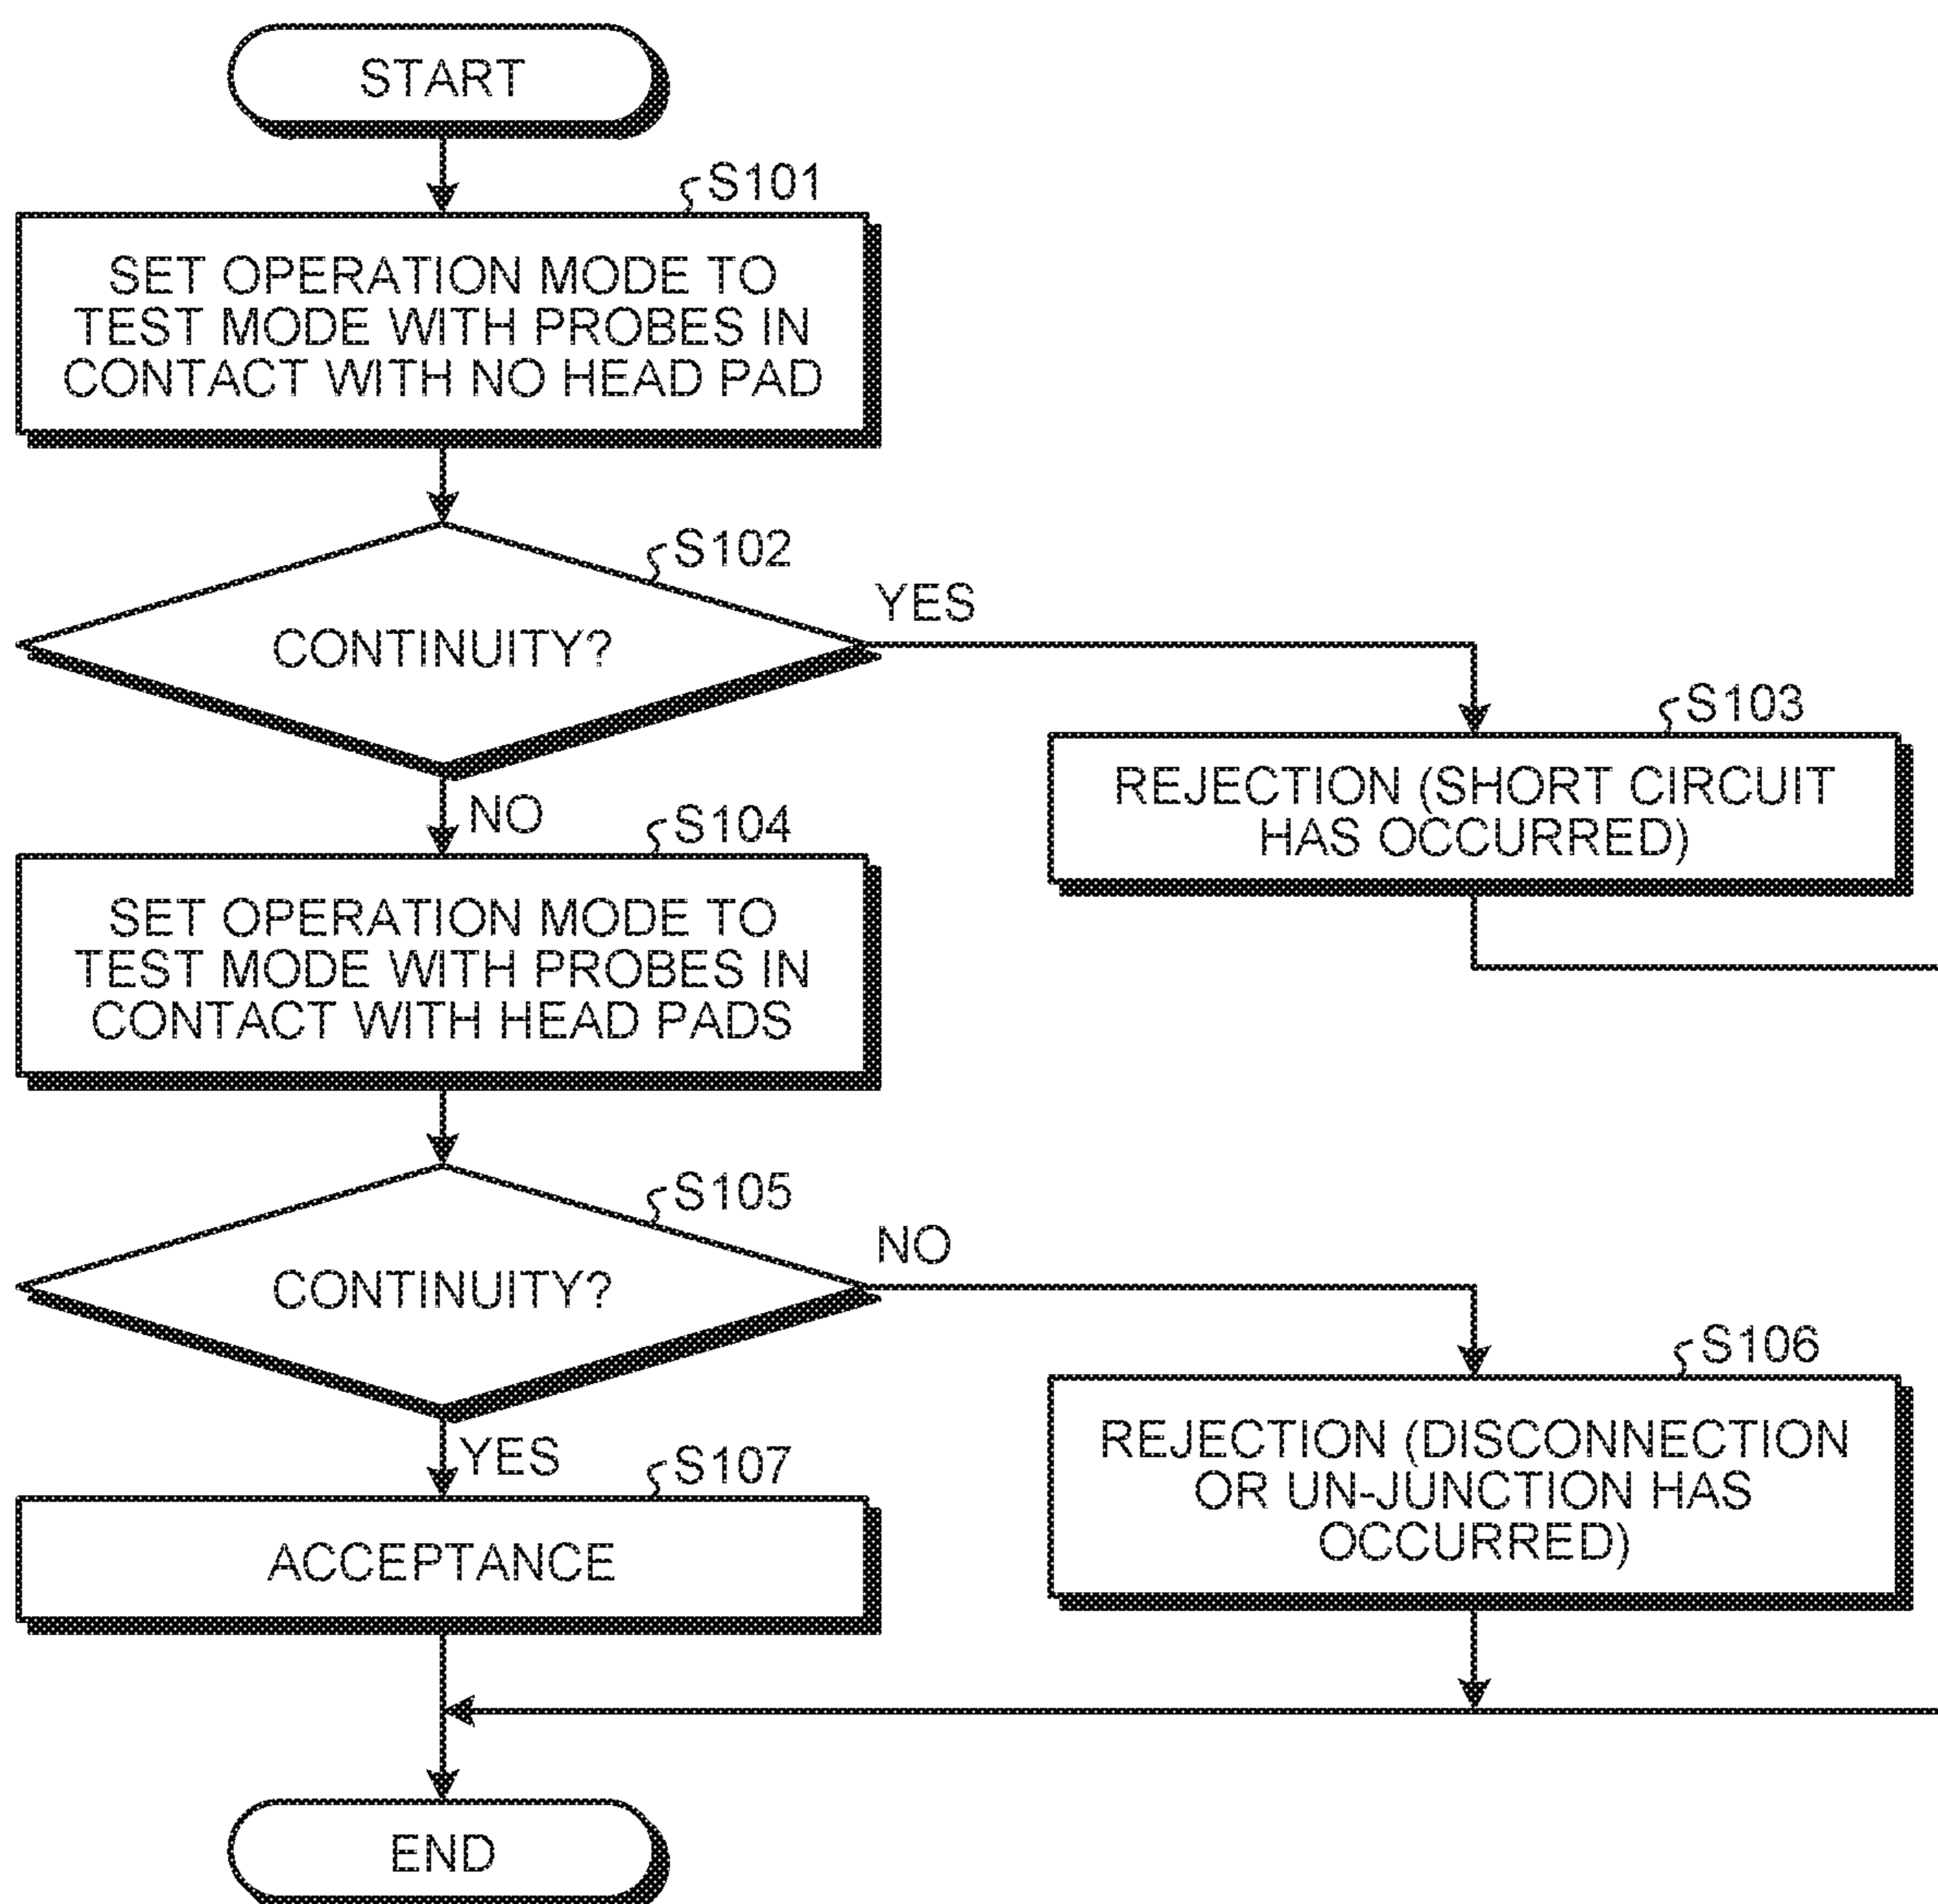 START
S101
SET OPERATION MODE TO
TEST MODE WITH PROBES IN
CONTACT WITH NO HEAD PAD
S102
CONTINUITY?
YES
S103
REJECTION (SHORT CIRCUIT
HAS OCCURRED)
NO
S104
SET OPERATION MODE TO
TEST MODE WITH PROBES IN
CONTACT WITH HEAD PADS
S105
CONTINUITY?
NO
S106
REJECTION (DISCONNECTION
OR UN-JUNCTION HAS
OCCURRED)
YES
S107
ACCEPTANCE
END